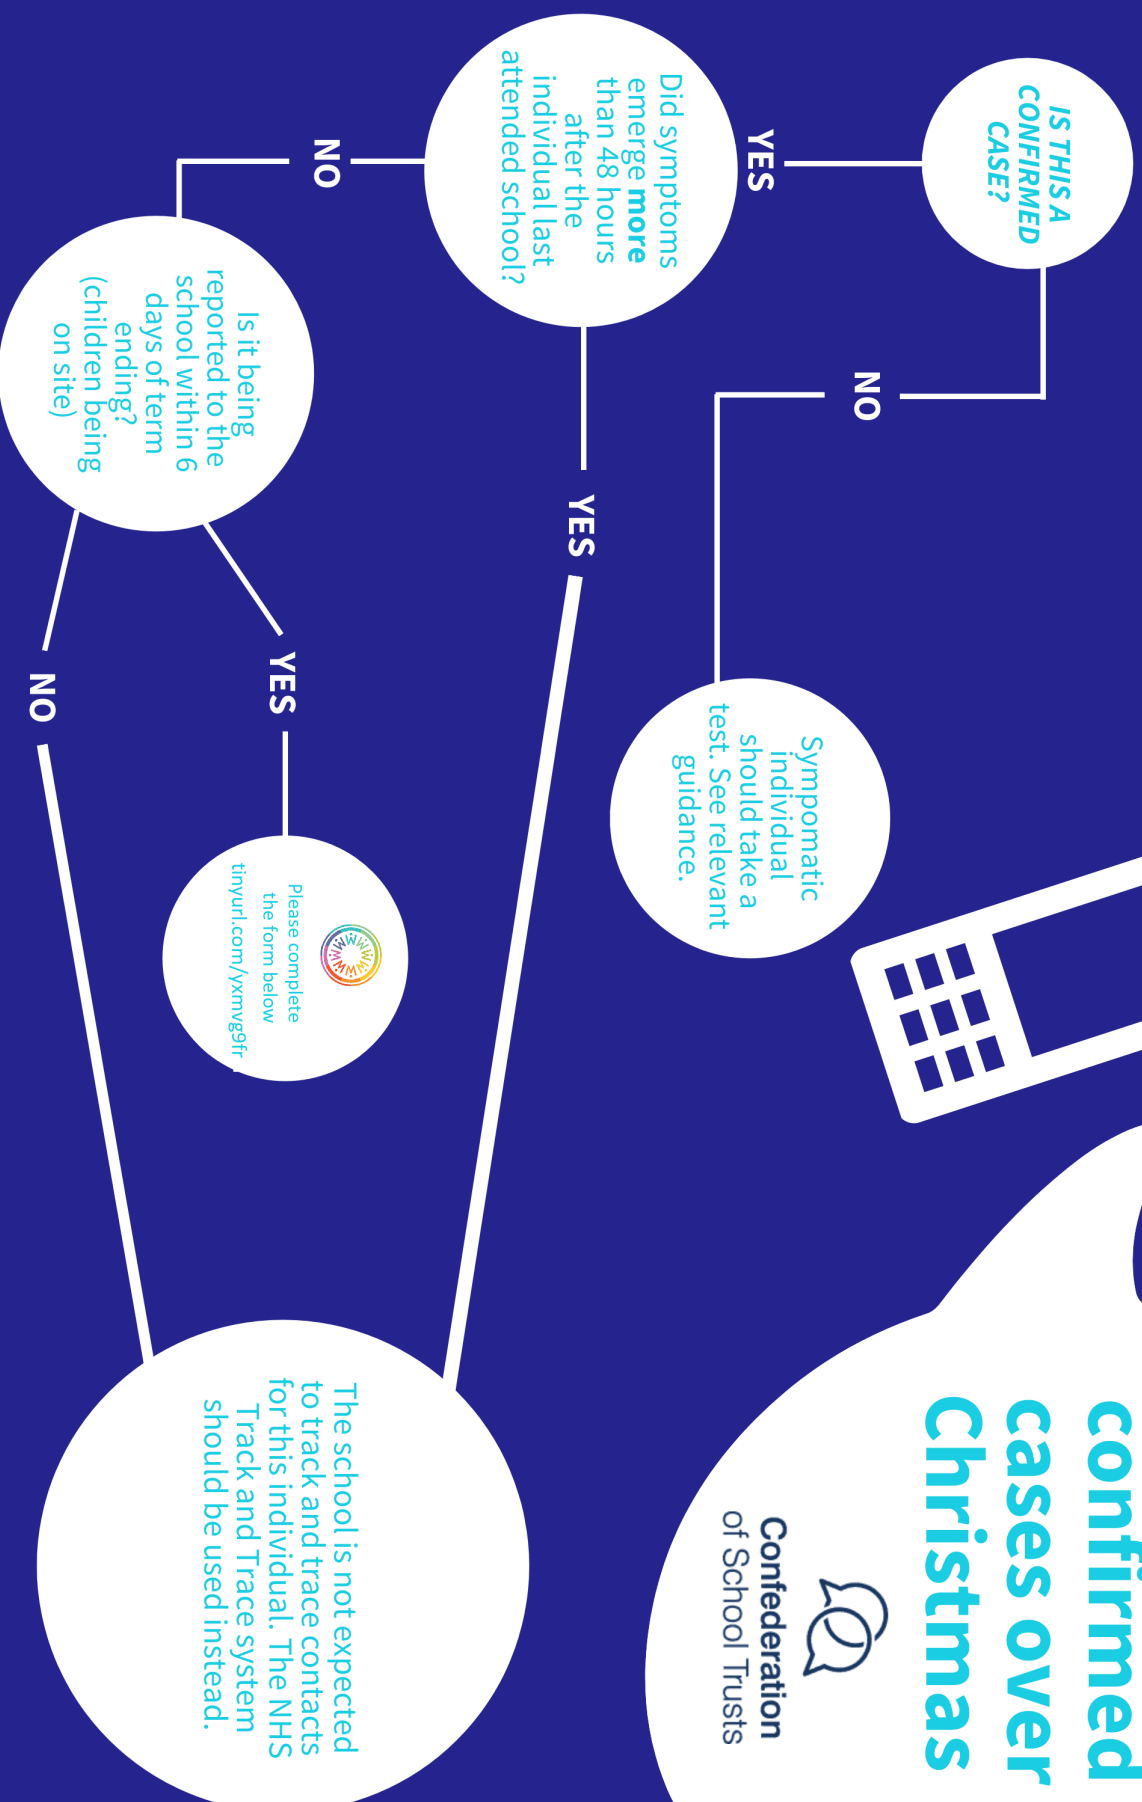 confirmed
cases over
Christmas
Confederation
of School Trusts
IS THIS A
CONFIRMED
CASE?
NO
Sympomatic
individual
should take a
test. See relevant
guidance.
YES
Did symptoms
emerge more
than 48 hours
after the
individual last
attended school?
YES
The school is not expected
to track and trace contacts
for this individual. The NHS
Track and Trace system
should be used instead.
NO
Is it being
reported to the
school within 6
days of term
ending?
(children being
on site)
YES
Please complete
the form below
tinyurl.com/yxmvg9fr
NO